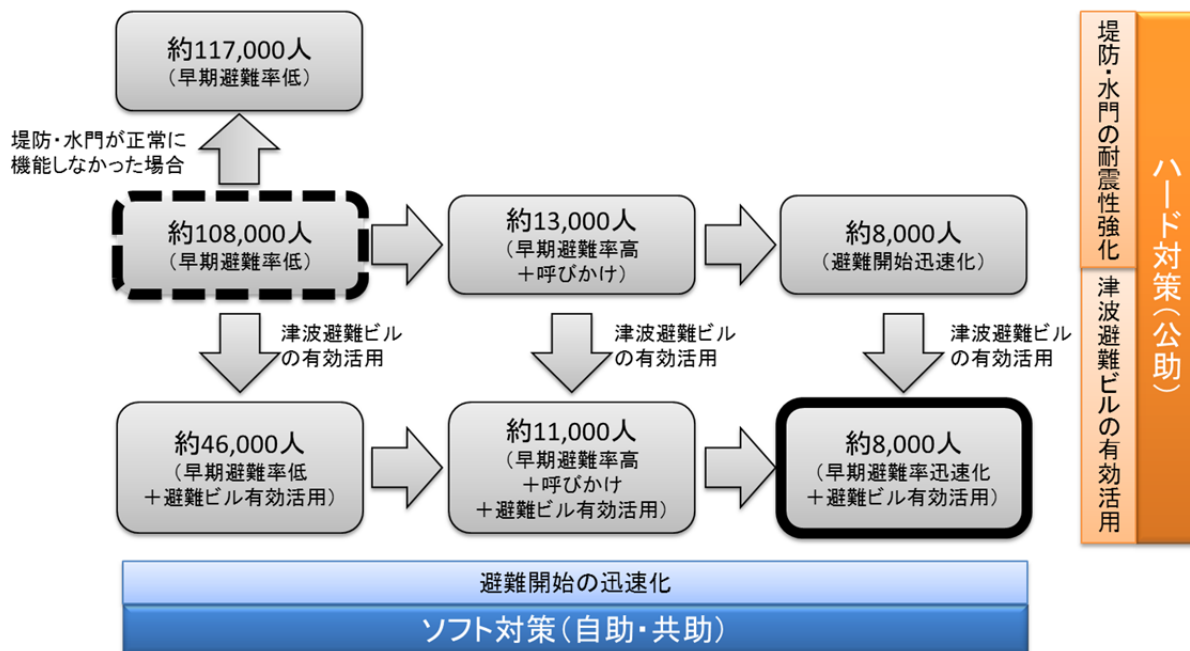 約117,000人
（早期避難率低）
堤防・水門が正常に
機能しなかった場合
約108,000人
（早期避難率低）
約13,000人
（早期避難率高
＋呼びかけ）
約8,000人
（避難開始迅速化）
津波避難ビル
の有効活用
津波避難ビル
の有効活用
津波避難ビル
の有効活用
約46,000人
（早期避難率低
＋避難ビル有効活用）
約11,000人
（早期避難率高
＋呼びかけ
＋避難ビル有効活用）
約8,000人
（早期避難率迅速化
＋避難ビル有効活用）
堤防・水門の耐震性強化
津波避難ビルの有効活用
ハード対策（公助）
避難開始の迅速化
ソフト対策（自助・共助）